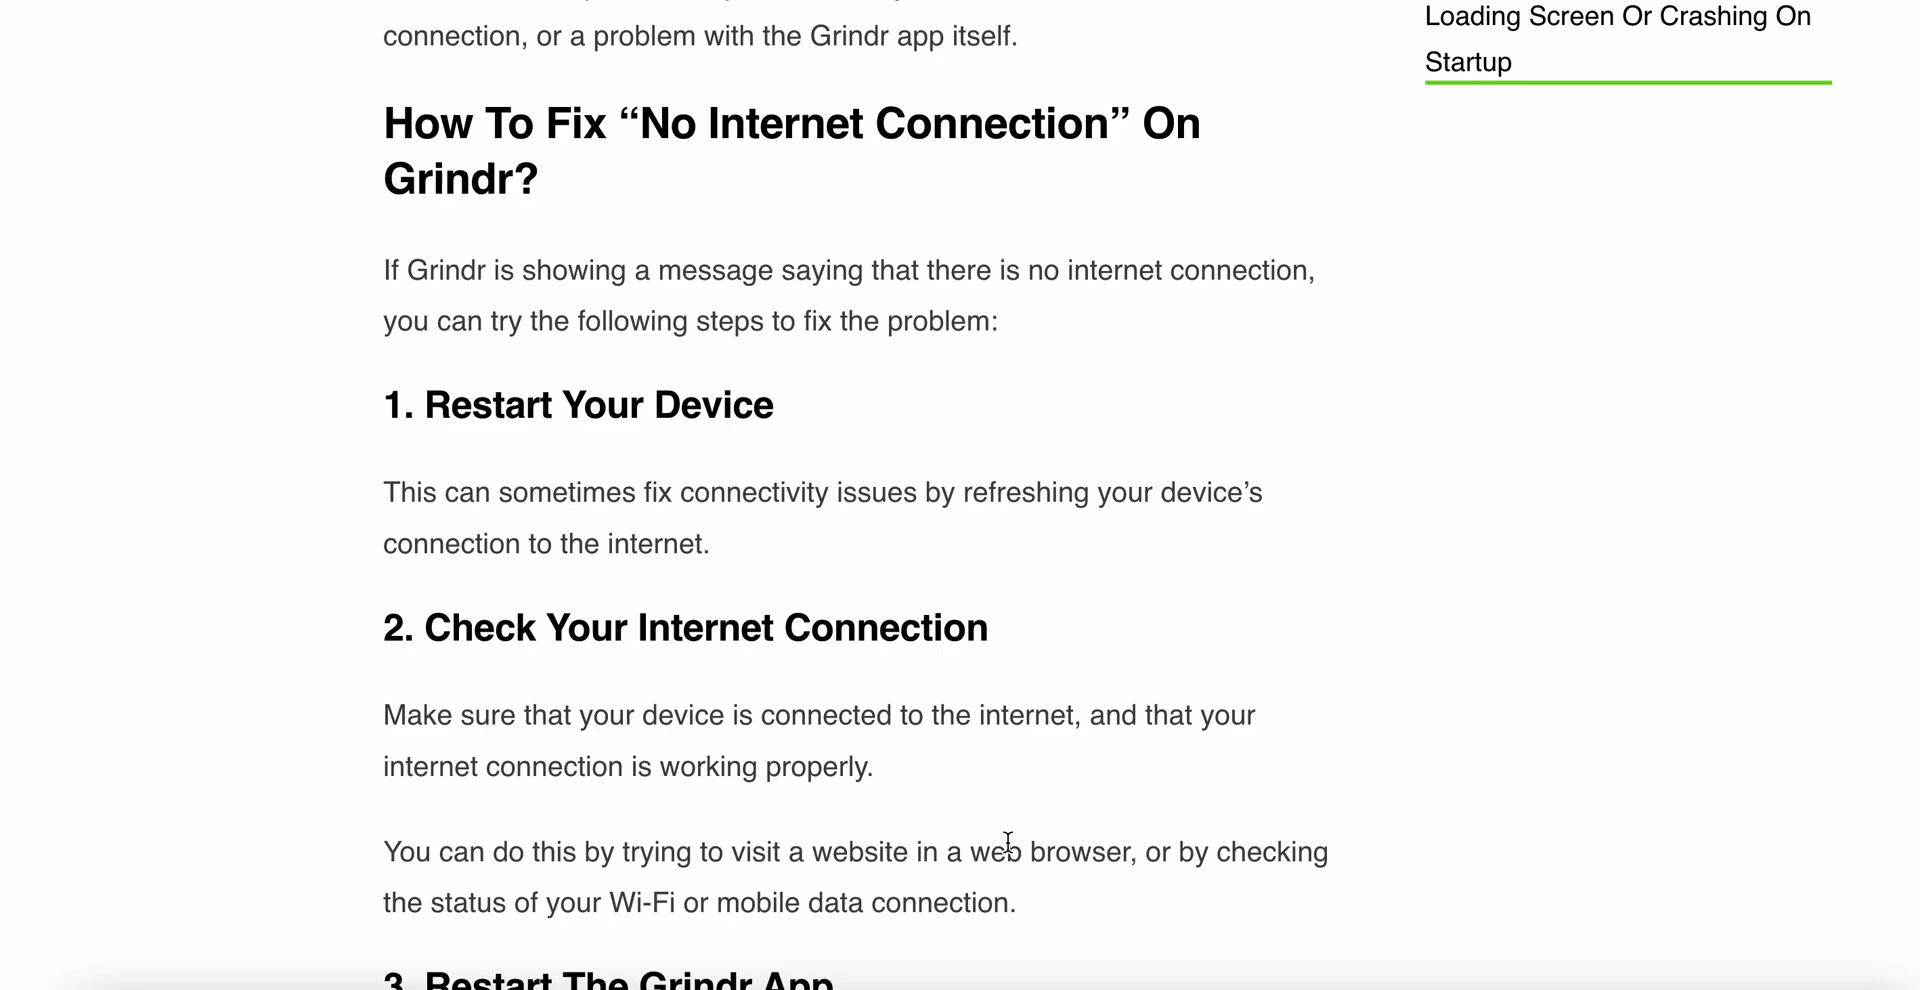 connection, or a problem with the Grindr app itself.
How To Fix “No Internet Connection” On
Grindr?
If Grindr is showing a message saying that there is no internet connection,
you can try the following steps to fix the problem:
1. Restart Your Device
This can sometimes fix connectivity issues by refreshing your device’s
connection to the internet.
2. Check Your Internet Connection
Make sure that your device is connected to the internet, and that your
internet connection is working properly.
You can do this by trying to visit a website in a web browser, or by checking
the status of your Wi-Fi or mobile data connection.
3. Restart The Grindr App
Loading Screen Or Crashing On
Startup